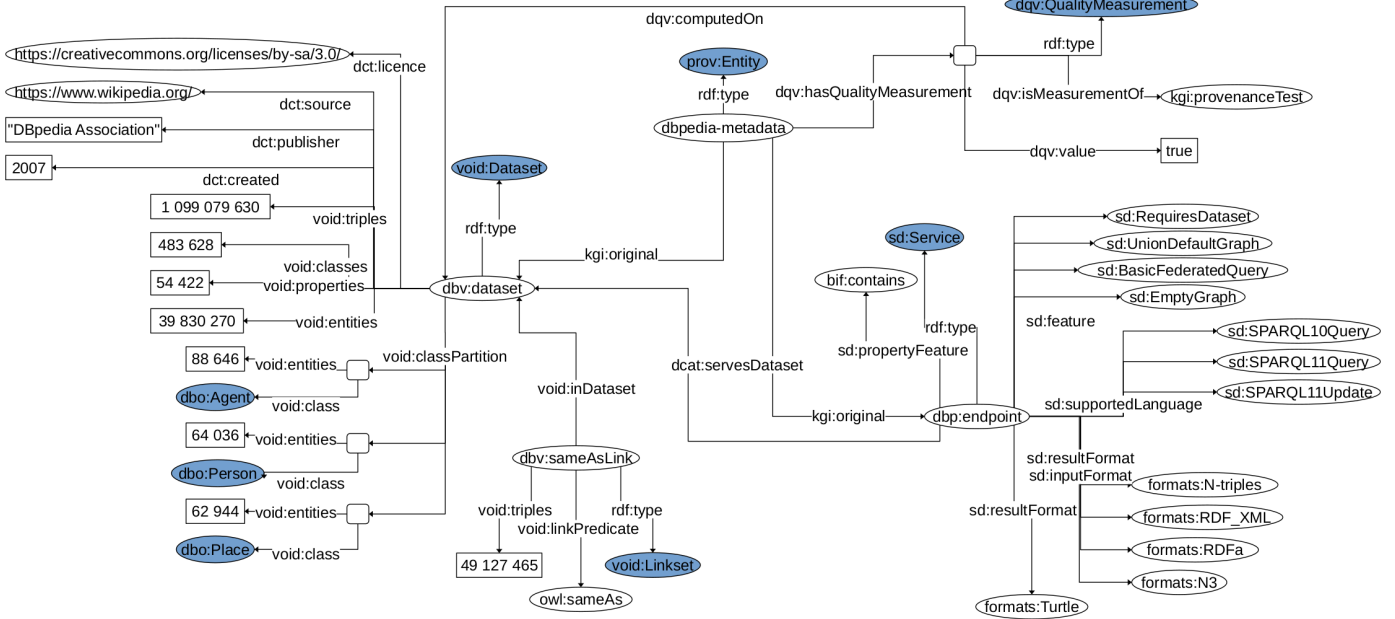 dqv:QualityMeasurement
dqv:computedOn
rdf:type
https://creativecommons.org/licenses/by-sa/3.0/
dct:licence
prov:Entity
https://www.wikipedia.org/
dct:source
rdf:type
dqv:hasQualityMeasurement
dqv:isMeasurementOf
kgi:provenanceTest
"DBpedia Association"
dct:publisher
dbpedia-metadata
dqv:value
true
2007
dct:created
void:Dataset
1 099 079 630
void:triples
rdf:type
sd:RequiresDataset
483 628
void:classes
kgi:original
sd:Service
sd:UnionDefaultGraph
54 422
void:properties
dbv:dataset
bif:contains
sd:BasicFederatedQuery
sd:EmptyGraph
39 830 270
void:entities
rdf:type
sd:feature
sd:SPARQL10Query
88 646
void:entities
void:classPartition
dcat:servesDataset
sd:propertyFeature
sd:SPARQL11Query
dbo:Agent
void:class
void:inDataset
sd:SPARQL11Update
sd:supportedLanguage
kgi:original
dbp:endpoint
64 036
void:entities
dbo:Person
void:class
dbv:sameAsLink
sd:resultFormat
sd:inputFormat
formats:N-triples
62 944
void:entities
void:triples
rdf:type
sd:resultFormat
formats:RDF_XML
void:linkPredicate
dbo:Place
void:class
49 127 465
void:Linkset
formats:RDFa
formats:N3
owl:sameAs
formats:Turtle